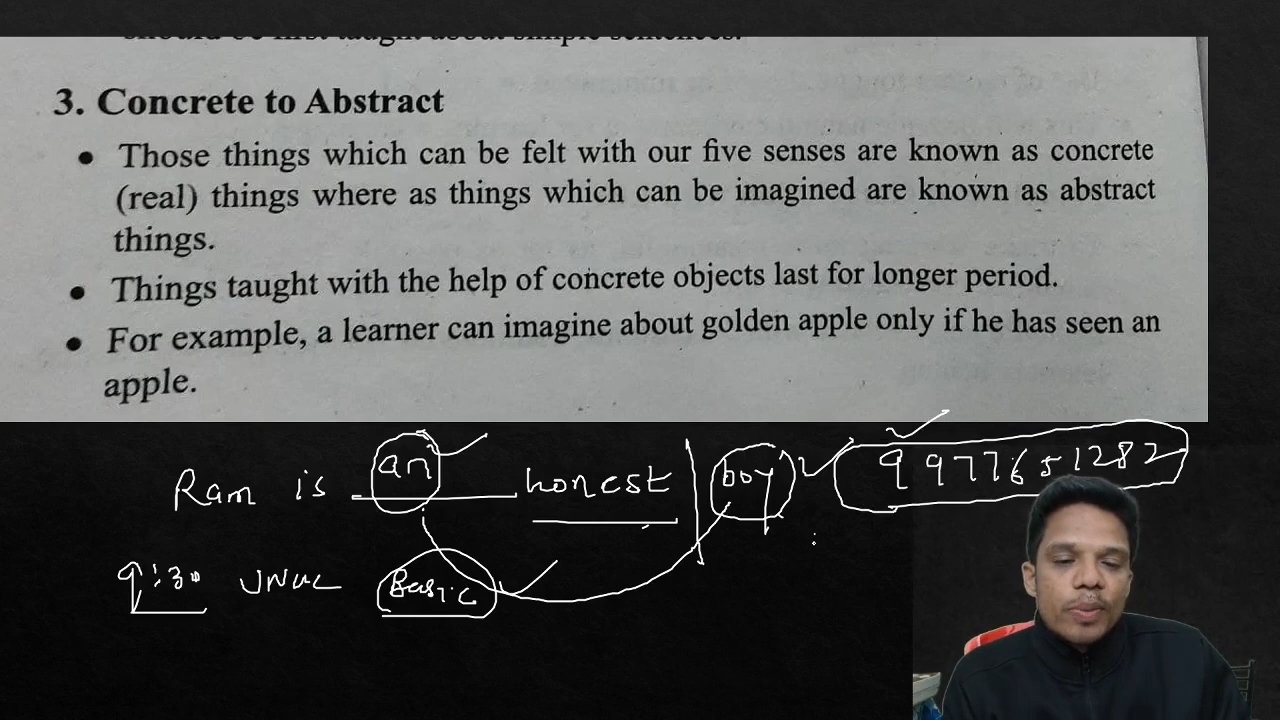 3. Concrete to Abstract
• Those things which can be felt with our five senses are known as concrete
(real) things where as things which can be imagined are known as abstract
things.
• Things taught with the help of concrete objects last for longer period.
• For example, a learner can imagine about golden apple only if he has seen an
apple.
Ram is an honest boy 9977651282
9:30